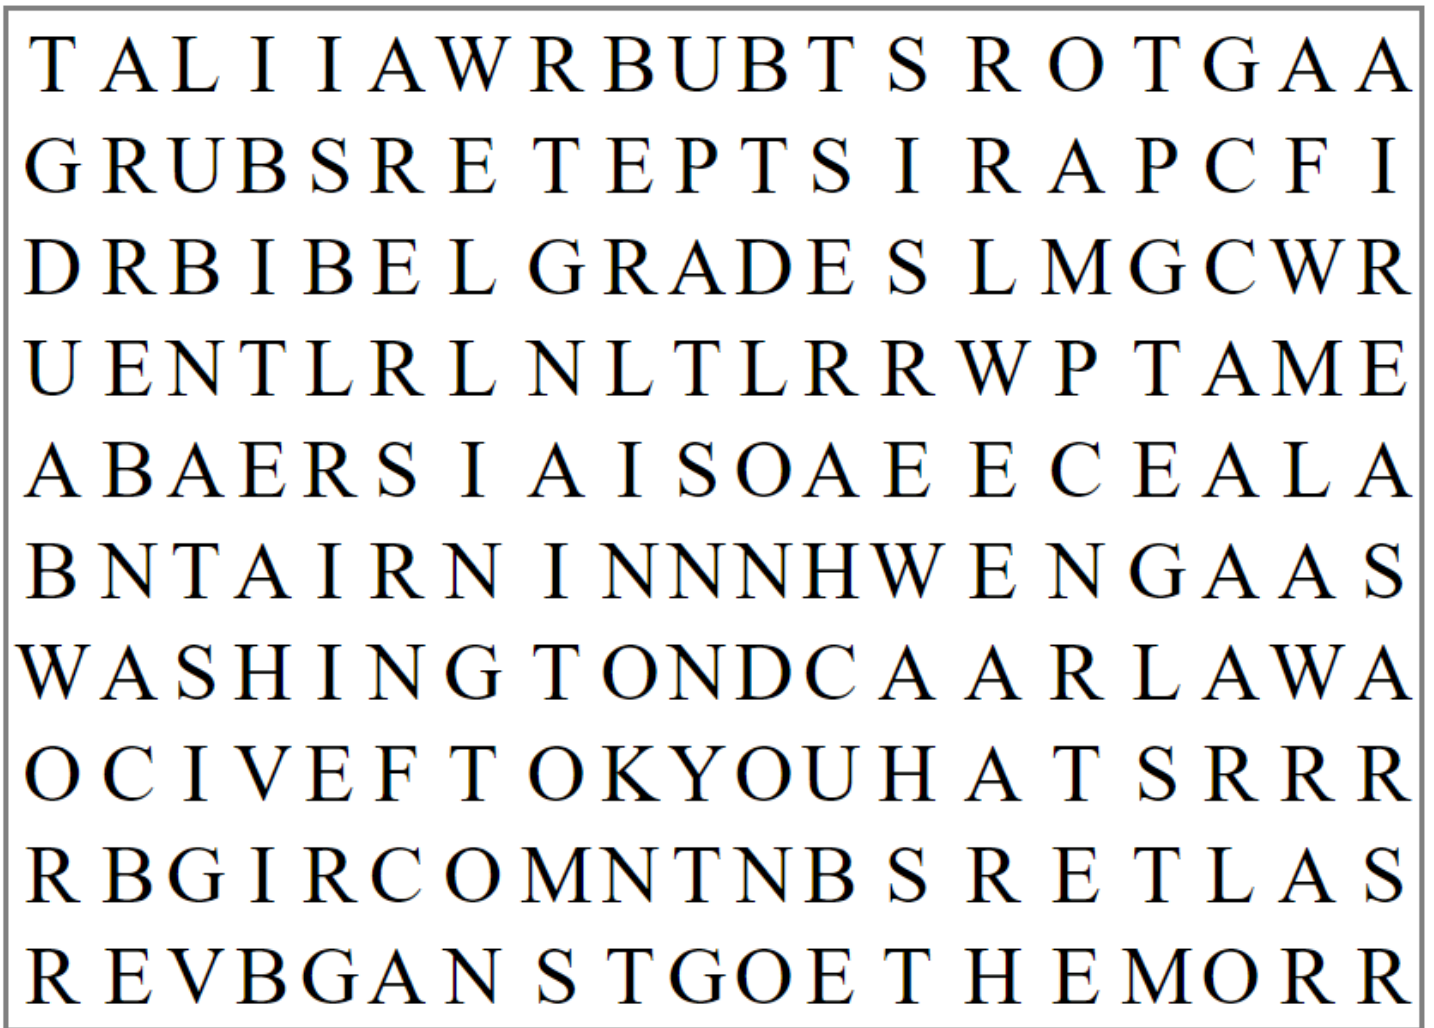 T A L I I A W R B U B T S R O T G A A
G R U B S R E T E P T S I R A P C F I
D R B I B E L G R A D E S L M G C W R
U E N T L R L N L T L R R W P T A M E
A B A E R S I A I S O A E E C E A L A
B N T A I R N I N N N H W E N G A A S
W A S H I N G T O N D C A A R L A W A
O C I V E F T O K Y O U H A T S R R R
R B G I R C O M N T N B S R E T L A S
R E V B G A N S T G O E T H E M O R R